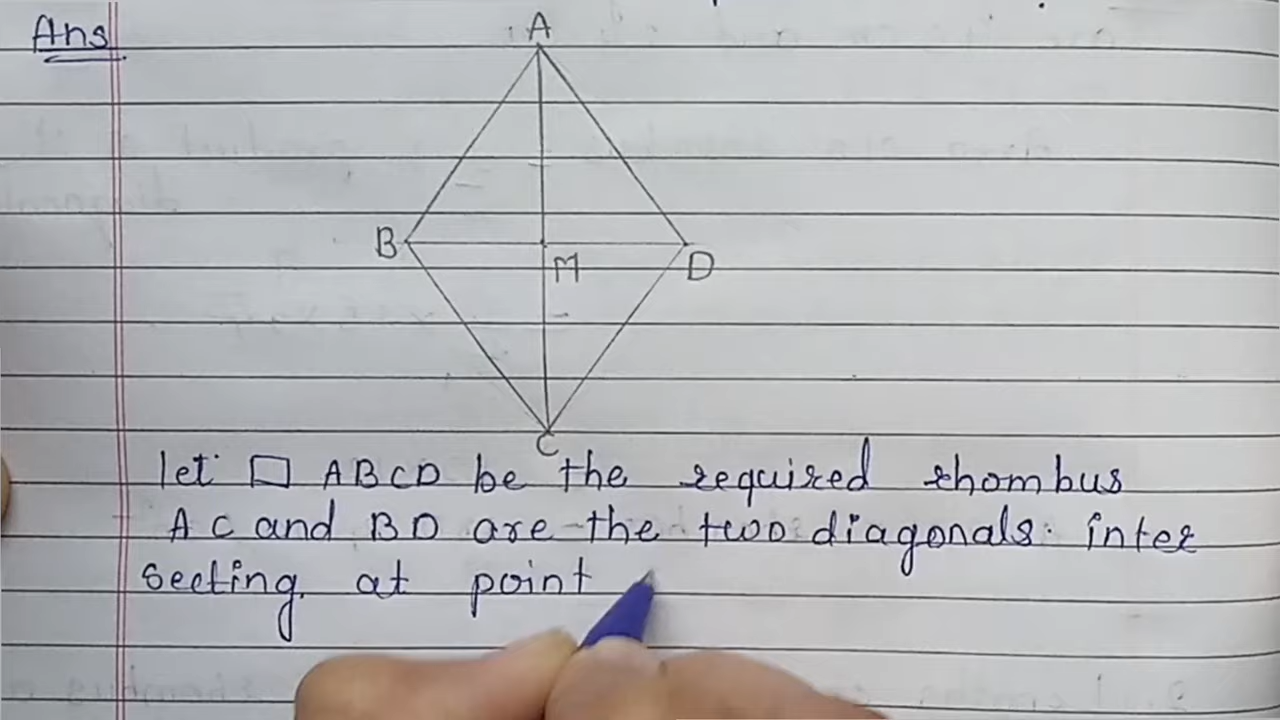 Ans
A
B
M
D
C
let □ ABCD be the required rhombus
AC and BD are the two diagonals. inter
secting. at point